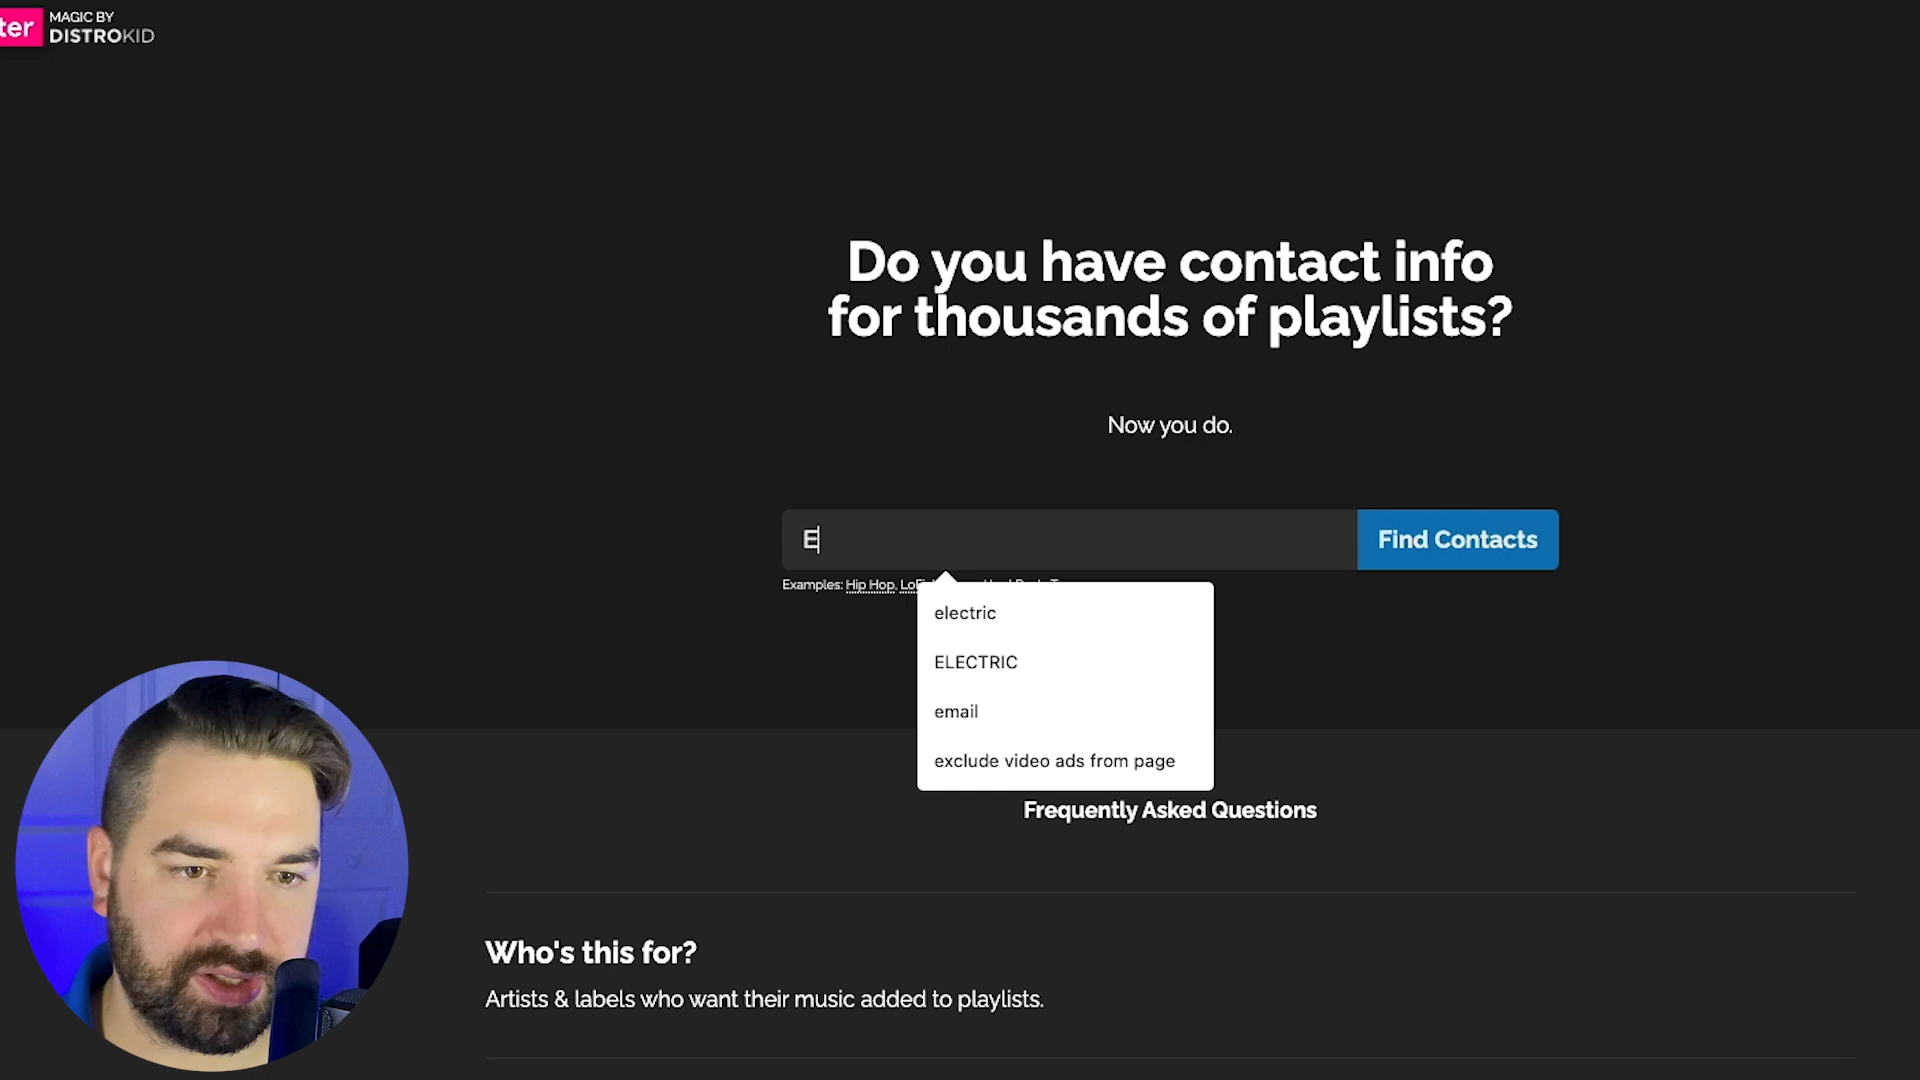 ter
MAGIC BY
DISTROKID
Do you have contact info
for thousands of playlists?
Now you do.
E
Find Contacts
Examples: Hip Hop,
electric
ELECTRIC
email
exclude video ads from page
Frequently Asked Questions
Who's this for?
Artists & labels who want their music added to playlists.